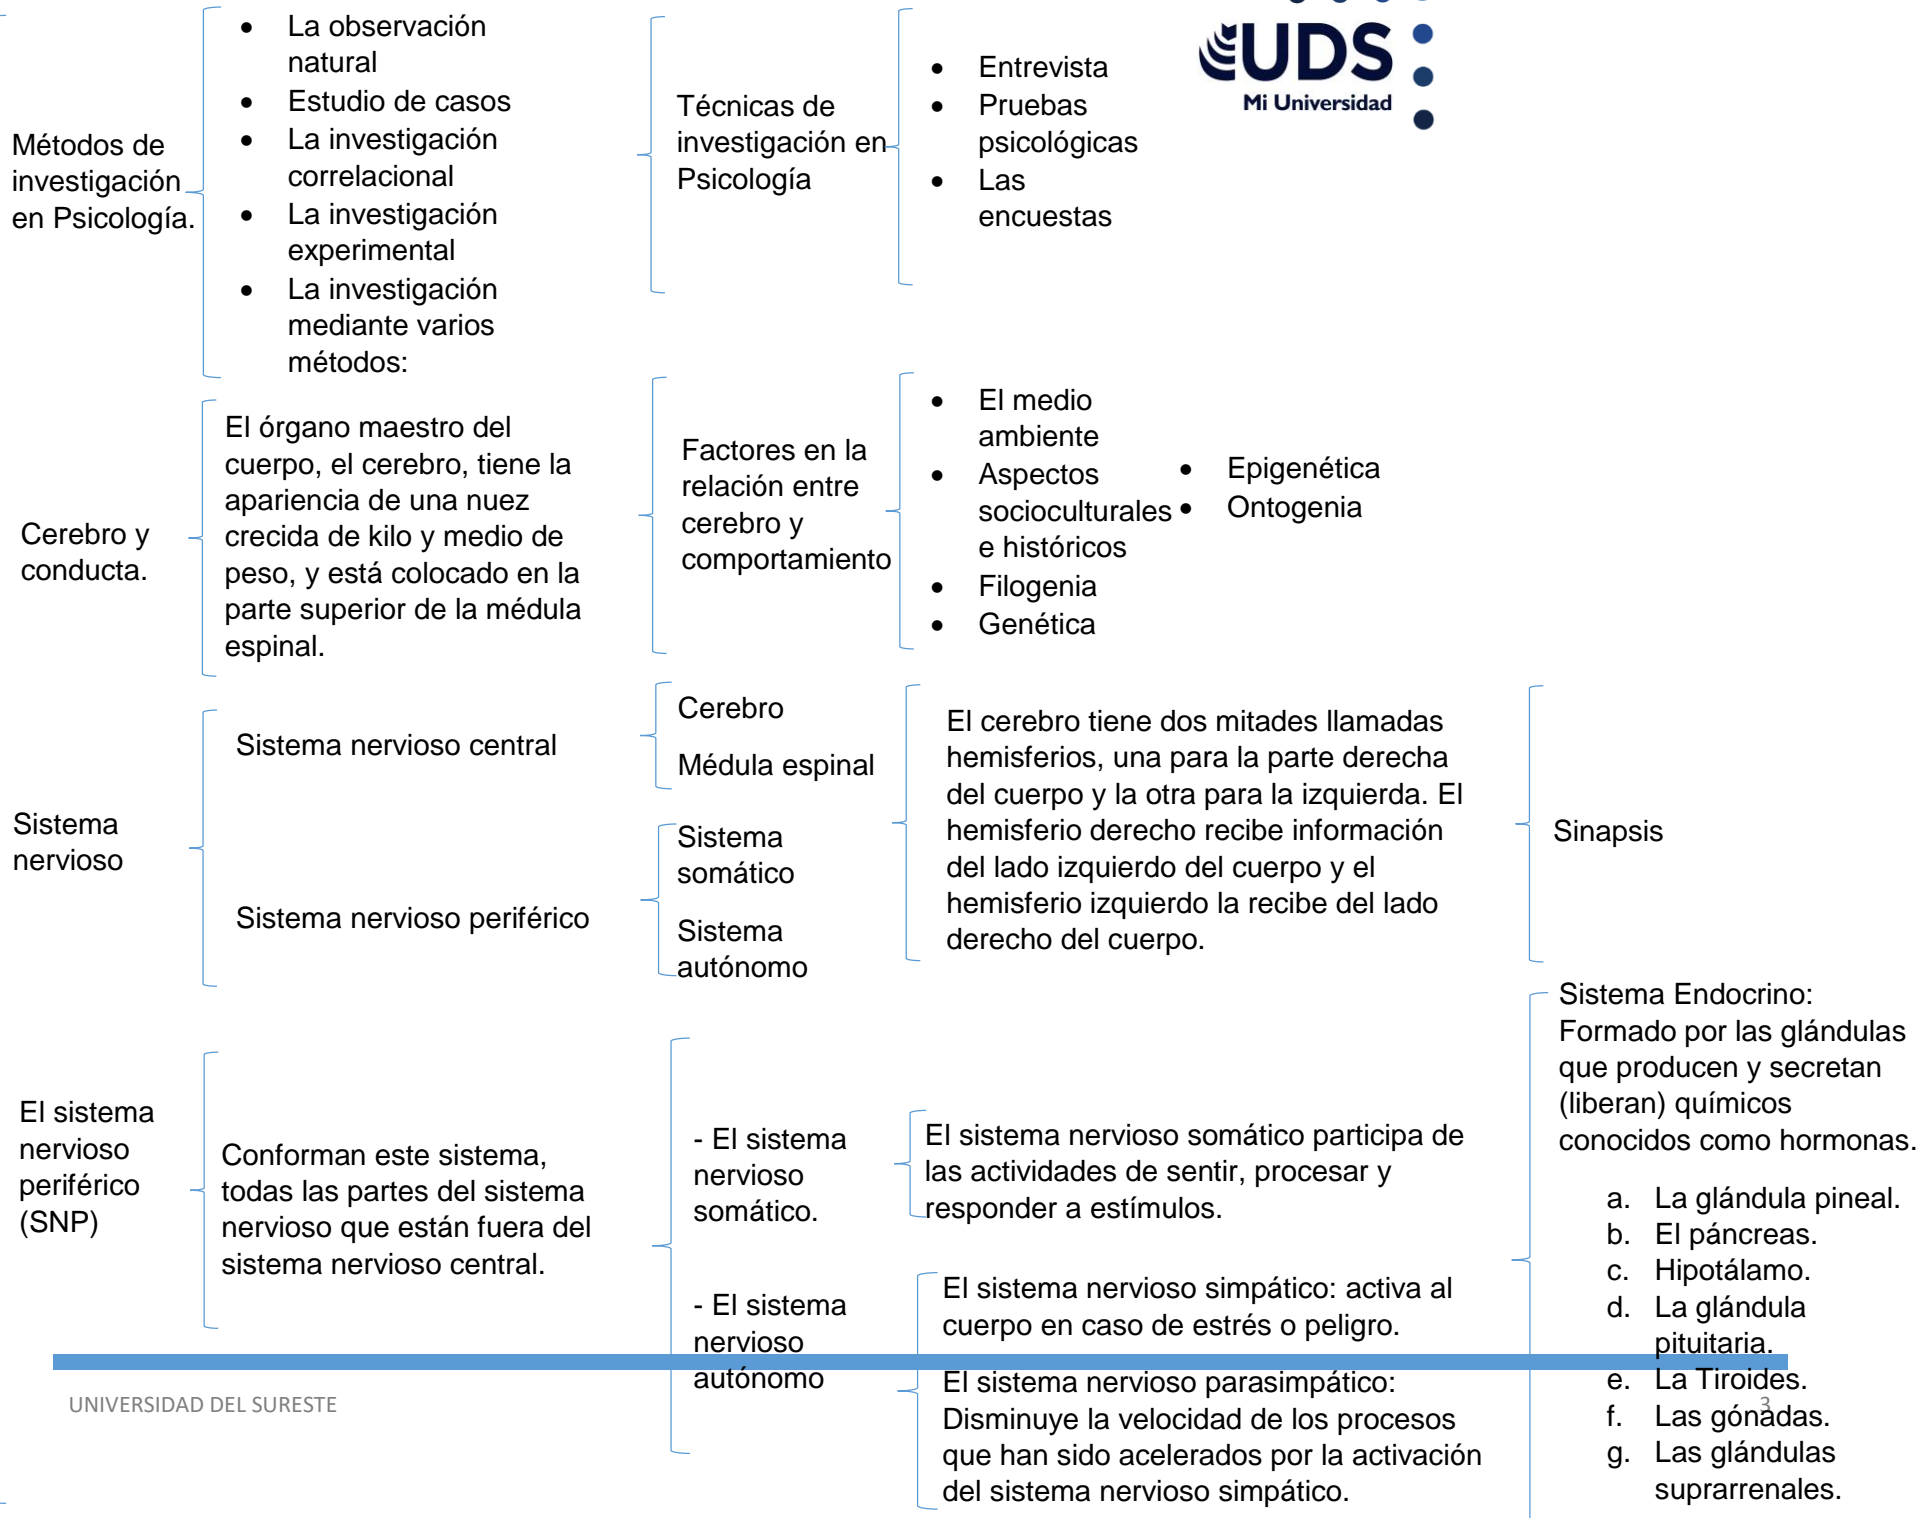 UDS
Mi Universidad
Métodos de
investigación
en Psicología.
• La observación
natural
• Estudio de casos
• La investigación
correlacional
• La investigación
experimental
• La investigación
mediante varios
métodos:
Técnicas de
investigación en
Psicología
• Entrevista
• Pruebas
psicológicas
• Las
encuestas
Cerebro y
conducta.
El órgano maestro del
cuerpo, el cerebro, tiene la
apariencia de una nuez
crecida de kilo y medio de
peso, y está colocado en la
parte superior de la médula
espinal.
Factores en la
relación entre
cerebro y
comportamiento
• El medio
ambiente
• Aspectos
socioculturales
e históricos
• Filogenia
• Genética
• Epigenética
• Ontogenia
Sistema
nervioso
Sistema nervioso central
Cerebro
Médula espinal
Sistema nervioso periférico
Sistema
somático
Sistema
autónomo
El cerebro tiene dos mitades llamadas
hemisferios, una para la parte derecha
del cuerpo y la otra para la izquierda. El
hemisferio derecho recibe información
del lado izquierdo del cuerpo y el
hemisferio izquierdo la recibe del lado
derecho del cuerpo.
Sinapsis
El sistema
nervioso
periférico
(SNP)
Conforman este sistema,
todas las partes del sistema
nervioso que están fuera del
sistema nervioso central.
- El sistema
nervioso
somático.
El sistema nervioso somático participa de
las actividades de sentir, procesar y
responder a estímulos.
- El sistema
nervioso
autónomo
El sistema nervioso simpático: activa al
cuerpo en caso de estrés o peligro.
El sistema nervioso parasimpático:
Disminuye la velocidad de los procesos
que han sido acelerados por la activación
del sistema nervioso simpático.
Sistema Endocrino:
Formado por las glándulas
que producen y secretan
(liberan) químicos
conocidos como hormonas.
a. La glándula pineal.
b. El páncreas.
c. Hipotálamo.
d. La glándula
pituitaria.
e. La Tiroides.
f. Las gónadas.
g. Las glándulas
suprarrenales.
UNIVERSIDAD DEL SURESTE
3